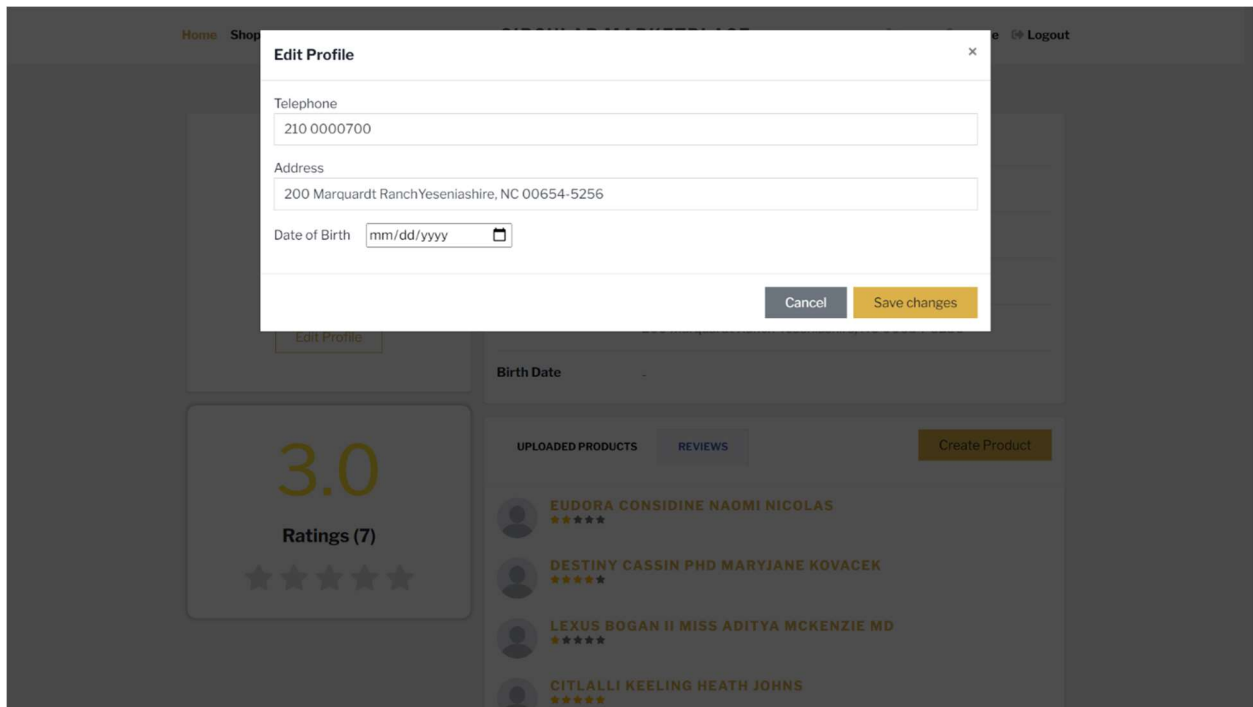 Home Shop
Logout
Edit Profile
×
Telephone
210 0000700
Address
200 Marquardt RanchYeseniashire, NC 00654-5256
Date of Birth mm/dd/yyyy
Cancel Save changes
Edit Profile
Birth Date -
UPLOADED PRODUCTS REVIEWS Create Product
3.0
Ratings (7)
EUDORA CONSIDINE NAOMI NICOLAS
DESTINY CASSIN PHD MARYJANE KOVACEK
LEXUS BOGAN II MISS ADITYA MCKENZIE MD
CITLALLI KEELING HEATH JOHNS